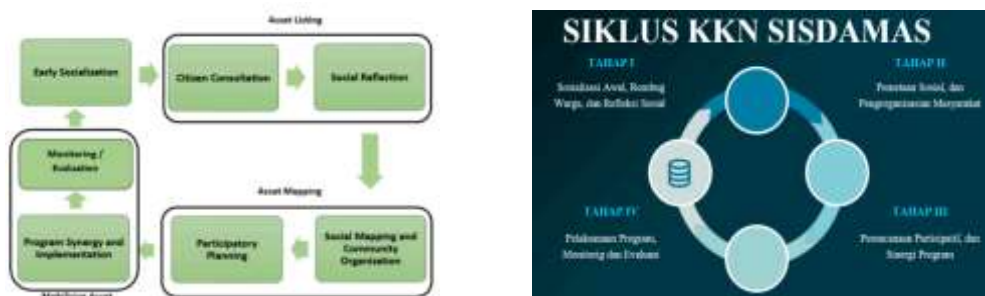 Asset Listing
Early Socialization
Citizen Consultation
Social Reflection
Monitoring /
Evaluation
Asset Mapping
Program Synergy and
Implementation
Participatory
Planning
Social Mapping and
Community
Organization
SIKLUS KKN SISDAMAS
TAHAP I
Sosialisasi Awal, Rembug
Warga, dan Refleksi Sosial
TAHAP II
Pemetaan Sosial, dan
Pengorganisasian Masyarakat
TAHAP IV
Pelaksanaan Program,
Monitoring dan Evaluasi
TAHAP III
Perencanaan Partisipatif, dan
Sinergi Program